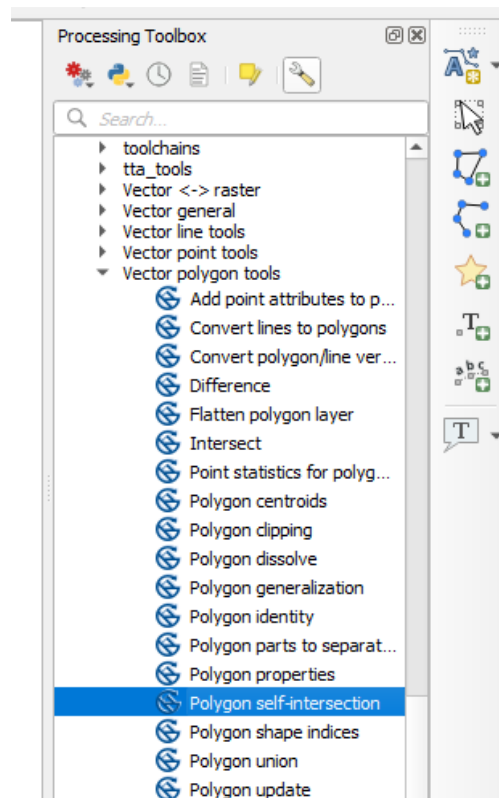 Processing Toolbox
Search...
toolchains
tta_tools
Vector <-> raster
Vector general
Vector line tools
Vector point tools
Vector polygon tools
Add point attributes to p...
Convert lines to polygons
Convert polygon/line ver...
Difference
Flatten polygon layer
Intersect
Point statistics for polyg...
Polygon centroids
Polygon clipping
Polygon dissolve
Polygon generalization
Polygon identity
Polygon parts to separat...
Polygon properties
Polygon self-intersection
Polygon shape indices
Polygon union
Polygon update
A
T
abc
T